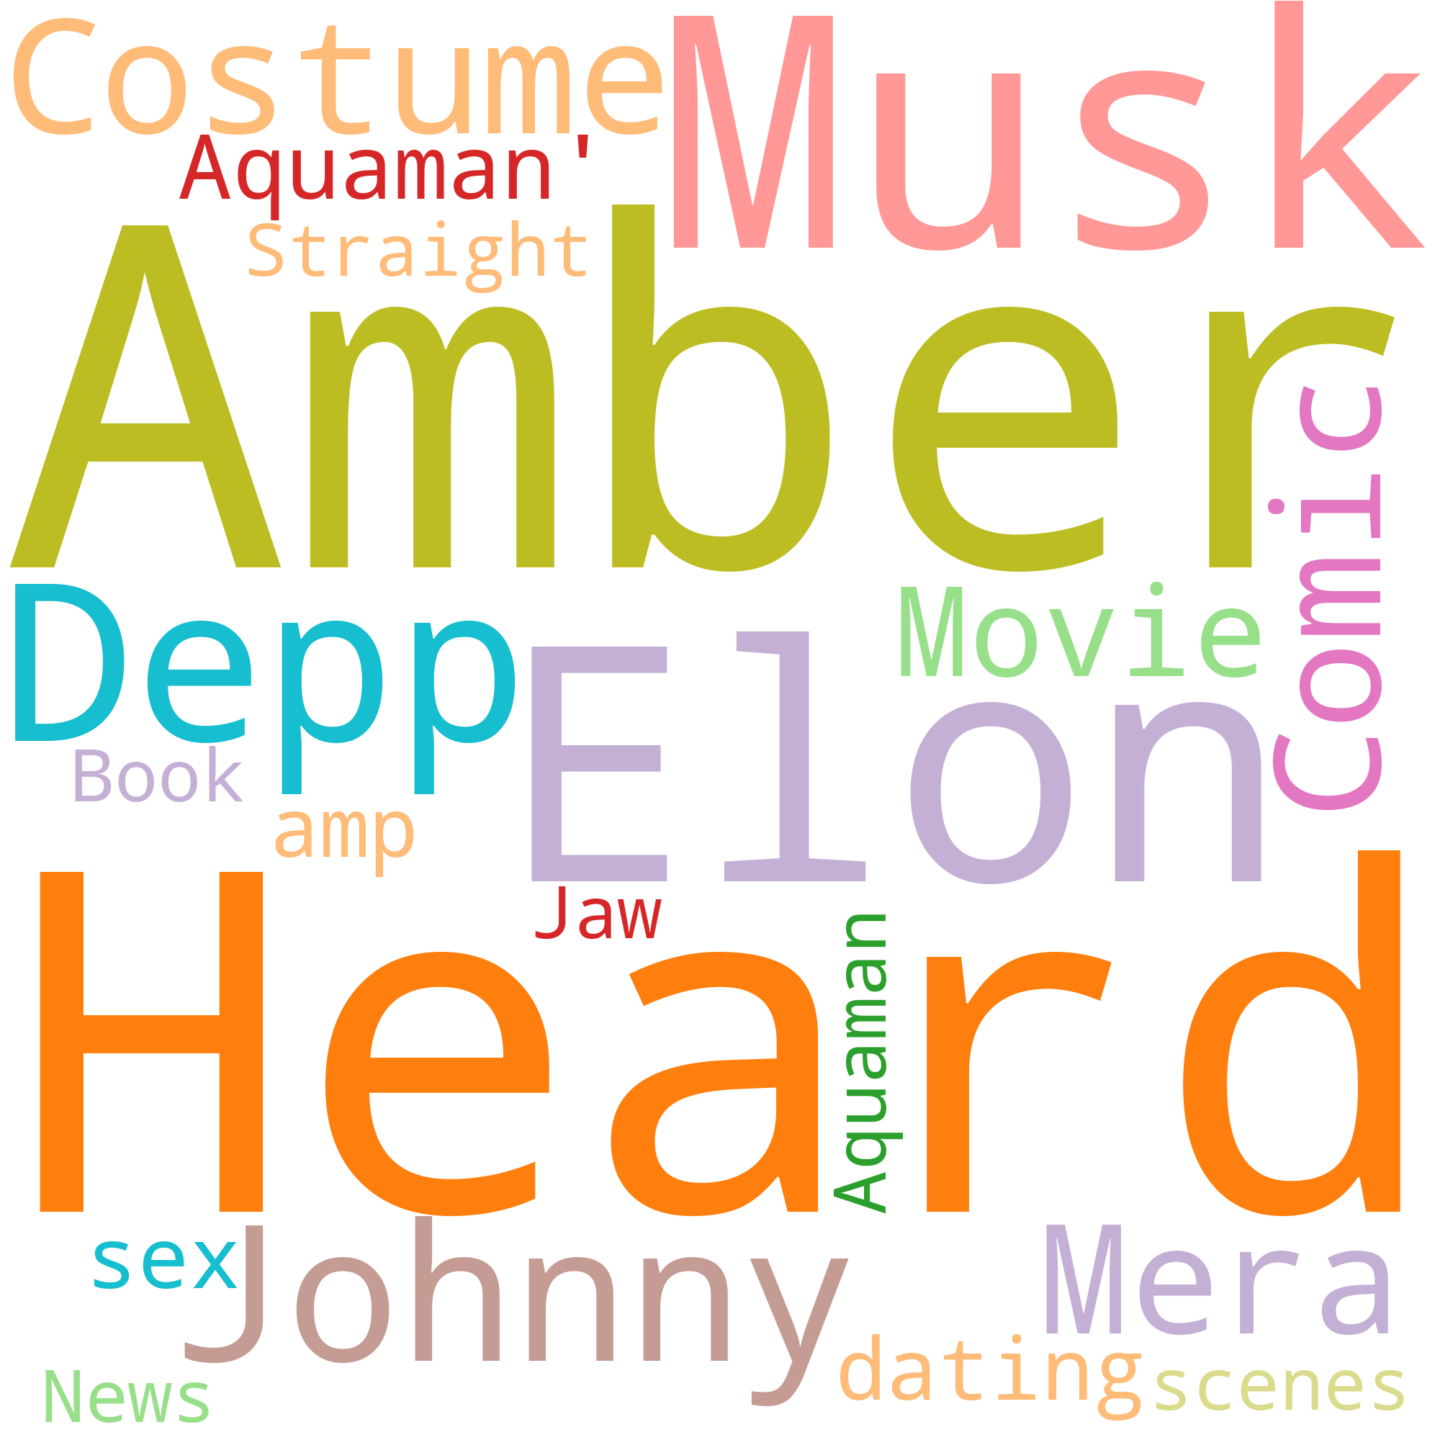 Costume
Musk
Aquaman'
Straight
Amber
Comic
Depp
Movie
Elon
Book
amp
Heard
Jaw
Aquaman
sex
Johnny
Mera
dating
scenes
News